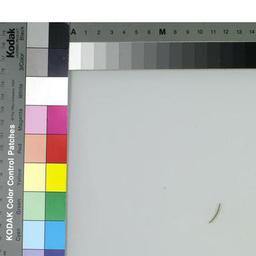 A 1 2 3 4 5 6 M 8 9 10 11 12 13 14
KODAK Color Control Patches
Kodak
Black
3/Color
White
Magenta
Red
Yellow
Green
Cyan